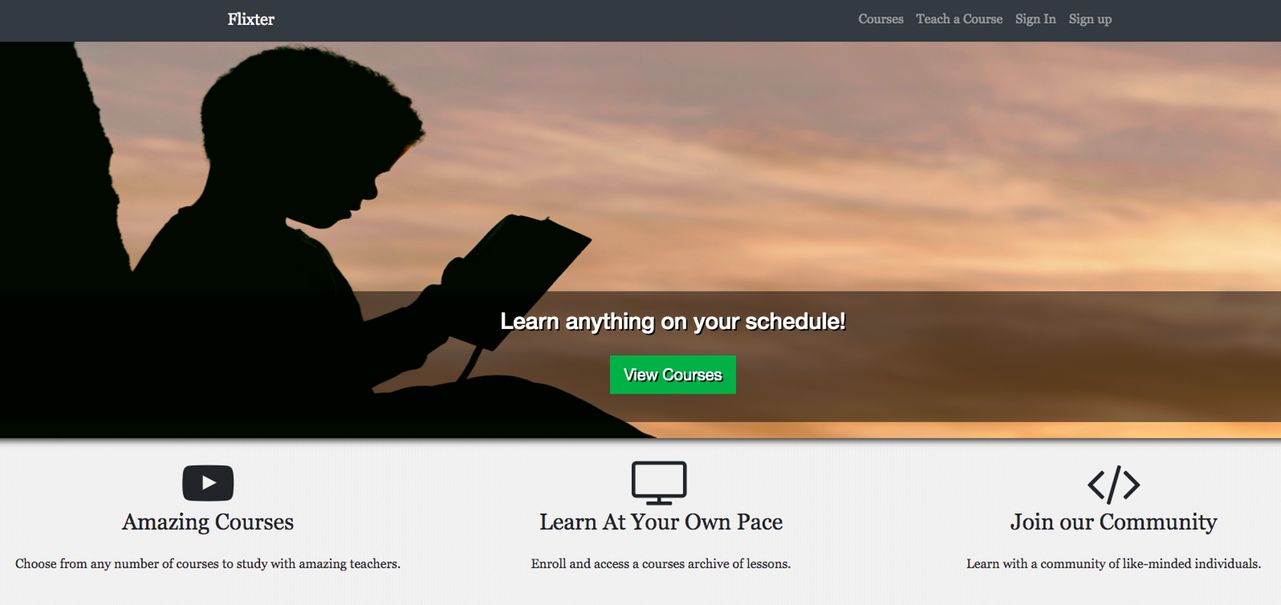 Flixter
Courses Teach a Course Sign In Sign up
Learn anything on your schedule!
View Courses
Amazing Courses
Choose from any number of courses to study with amazing teachers.
Learn At Your Own Pace
Enroll and access a courses archive of lessons.
Join our Community
Learn with a community of like-minded individuals.